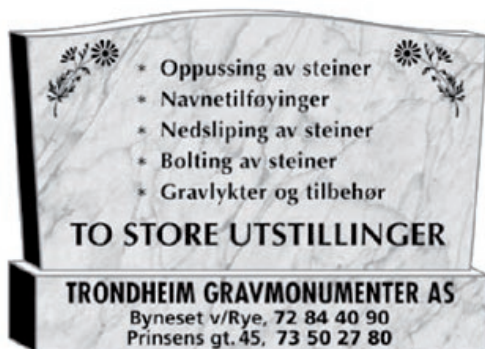 * Oppussing av steiner
* Navnetilføyinger
* Nedsliping av steiner
* Bolting av steiner
* Gravlykter og tilbehør
TO STORE UTSTILLINGER
TRONDHEIM GRAVMONUMENTER AS
Byneset v/Rye, 72 84 40 90
Prinsens gt. 45, 73 50 27 80